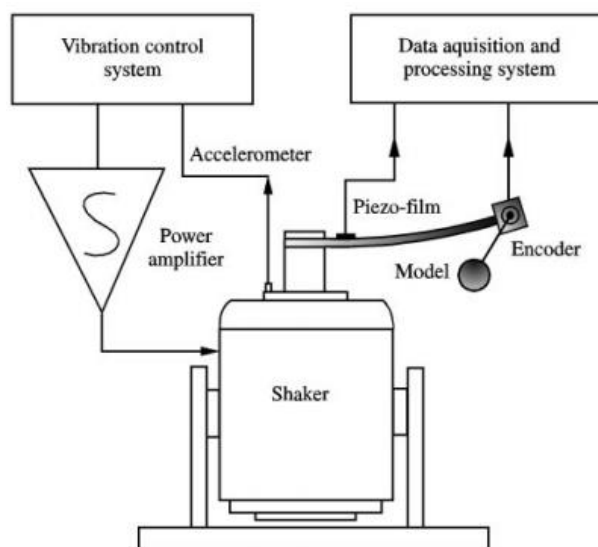 Vibration control
system
Data aquisition and
processing system
Accelerometer
Piezo-film
Power
amplifier
Encoder
Model
Shaker